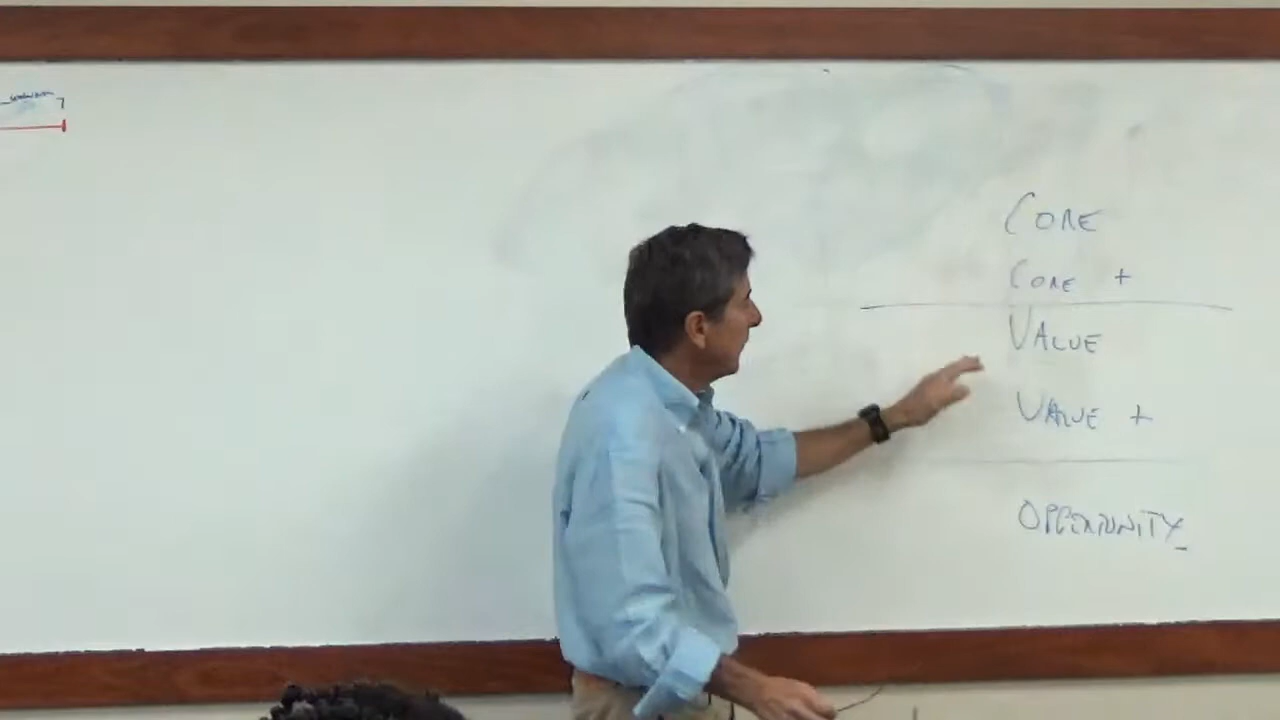 CORE
CORE +
VALUE
VALUE +
OPPORTUNITY